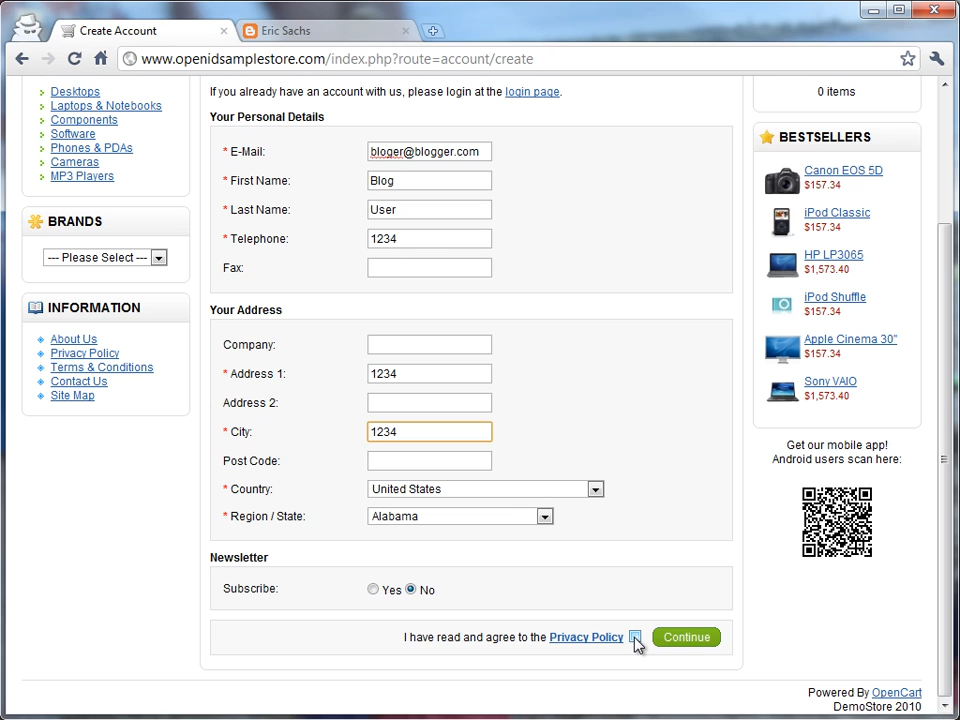 Create Account
Eric Sachs
www.openidsamplestore.com/index.php?route=account/create
Desktops
Laptops & Notebooks
Components
Software
Phones & PDAs
Cameras
MP3 Players
BRANDS
--- Please Select ---
INFORMATION
About Us
Privacy Policy
Terms & Conditions
Contact Us
Site Map
If you already have an account with us, please login at the login page.
Your Personal Details
* E-Mail: bloger@blogger.com
* First Name: Blog
* Last Name: User
* Telephone: 1234
Fax:
Your Address
Company:
* Address 1: 1234
Address 2:
* City: 1234
Post Code:
* Country: United States
* Region / State: Alabama
Newsletter
Subscribe: Yes No
I have read and agree to the Privacy Policy Continue
0 items
BESTSELLERS
Canon EOS 5D
$157.34
iPod Classic
$157.34
HP LP3065
$1,573.40
iPod Shuffle
$157.34
Apple Cinema 30"
$157.34
Sony VAIO
$1,573.40
Get our mobile app!
Android users scan here:
Powered By OpenCart
DemoStore 2010